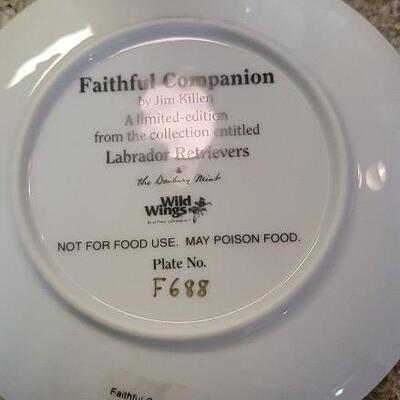 Faithful Companion
by Jim Killen
A limited-edition
from the collection entitled
Labrador Retrievers
&
the Danbury Mint
Wild
Wings
NOT FOR FOOD USE. MAY POISON FOOD.
Plate No.
F688
Faithful